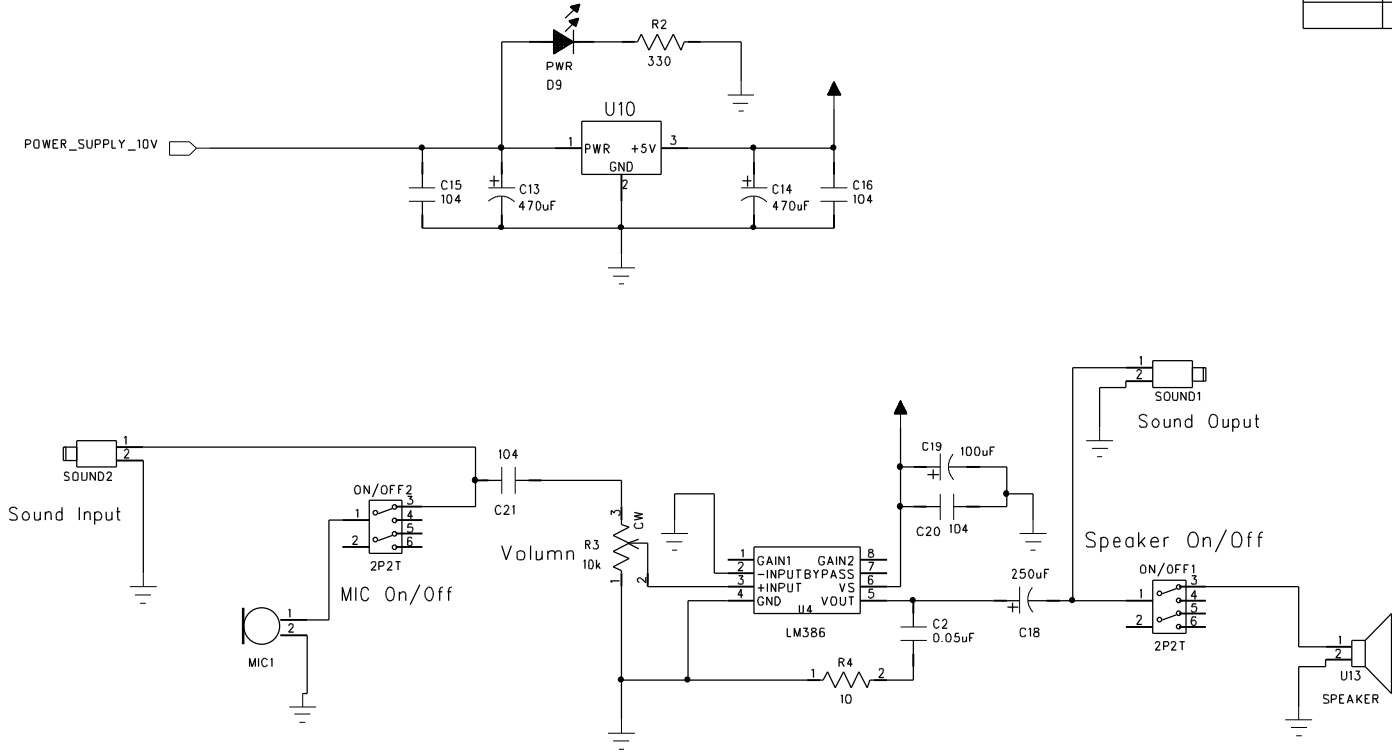 R2
330
PWR
D9
U10
POWER_SUPPLY_10V
1
PWR
+5V
3
GND
2
C15
104
+
C13
470uF
+
C14
470uF
C16
104
1
2
SOUND1
Sound Ouput
1
2
SOUND2
Sound Input
104
C21
C19
100uF
+
C20
104
ON/OFF2
1
2
3
4
5
6
2P2T
MIC On/Off
Volumn
R3
10k
3
CW
2
1
1
2
3
4
GAIN1
-INPUT
+INPUT
GND
GAIN2
BYPASS
VS
VOUT
8
7
6
5
U4
LM386
250uF
+
C18
C2
0.05uF
Speaker On/Off
ON/OFF1
1
2
3
4
5
6
2P2T
1
2
MIC1
1
R4
2
10
1
2
U13
SPEAKER